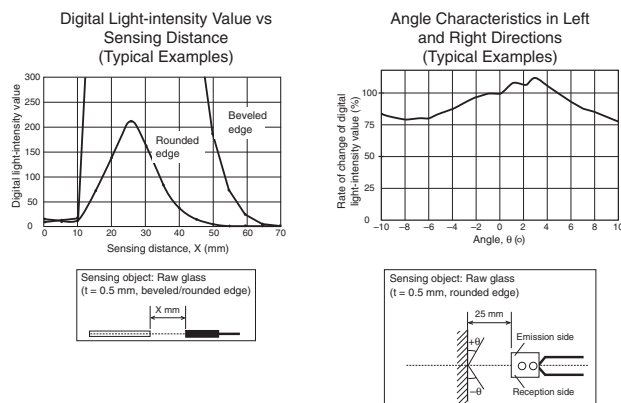 Digital Light-intensity Value vs
Sensing Distance
(Typical Examples)
Digital light-intensity value
300
250
200
150
100
50
0
0 10 20 30 40 50 60 70
Beveled
edge
Rounded
edge
Sensing distance, X (mm)
Sensing object: Raw glass
(t = 0.5 mm, beveled/rounded edge)
X mm
Angle Characteristics in Left
and Right Directions
(Typical Examples)
Rate of change of digital
light-intensity value (%)
100
75
50
25
0
−10 −8 −6 −4 −2 0 2 4 6 8 10
Angle, θ (o)
Sensing object: Raw glass
(t = 0.5 mm, rounded edge)
25 mm
Emission side
+θ
−θ
Reception side